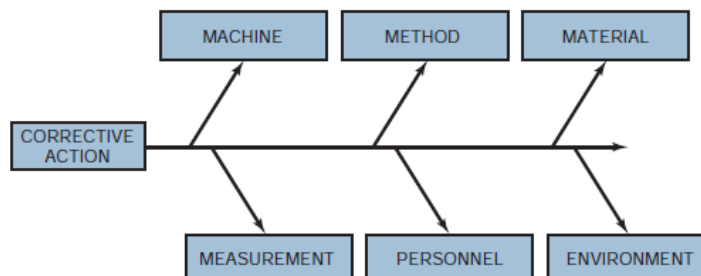 MACHINE
METHOD
MATERIAL
CORRECTIVE
ACTION
MEASUREMENT
PERSONNEL
ENVIRONMENT